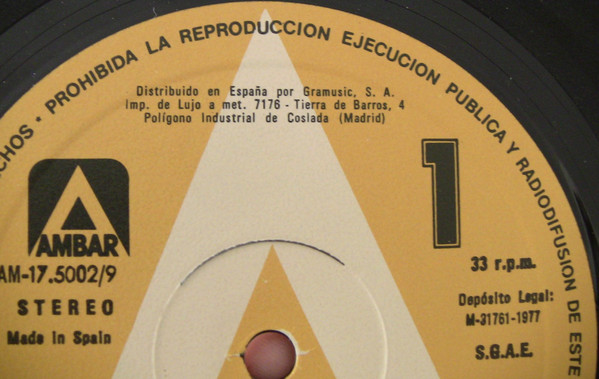 CHOS • PROHIBIDA LA REPRODUCCION EJECUCION PUBLICA Y RADIODIFUSION DE ESTE
Distribuido en España por Gramusic, S. A.
Imp. de Lujo a met. 7176 - Tierra de Barros, 4
Polígono Industrial de Coslada (Madrid)
1
AMBAR
AM-17.5002/9
STEREO
Made in Spain
33 r.p.m.
Depósito Legal:
M-31761-1977
S.G.A.E.